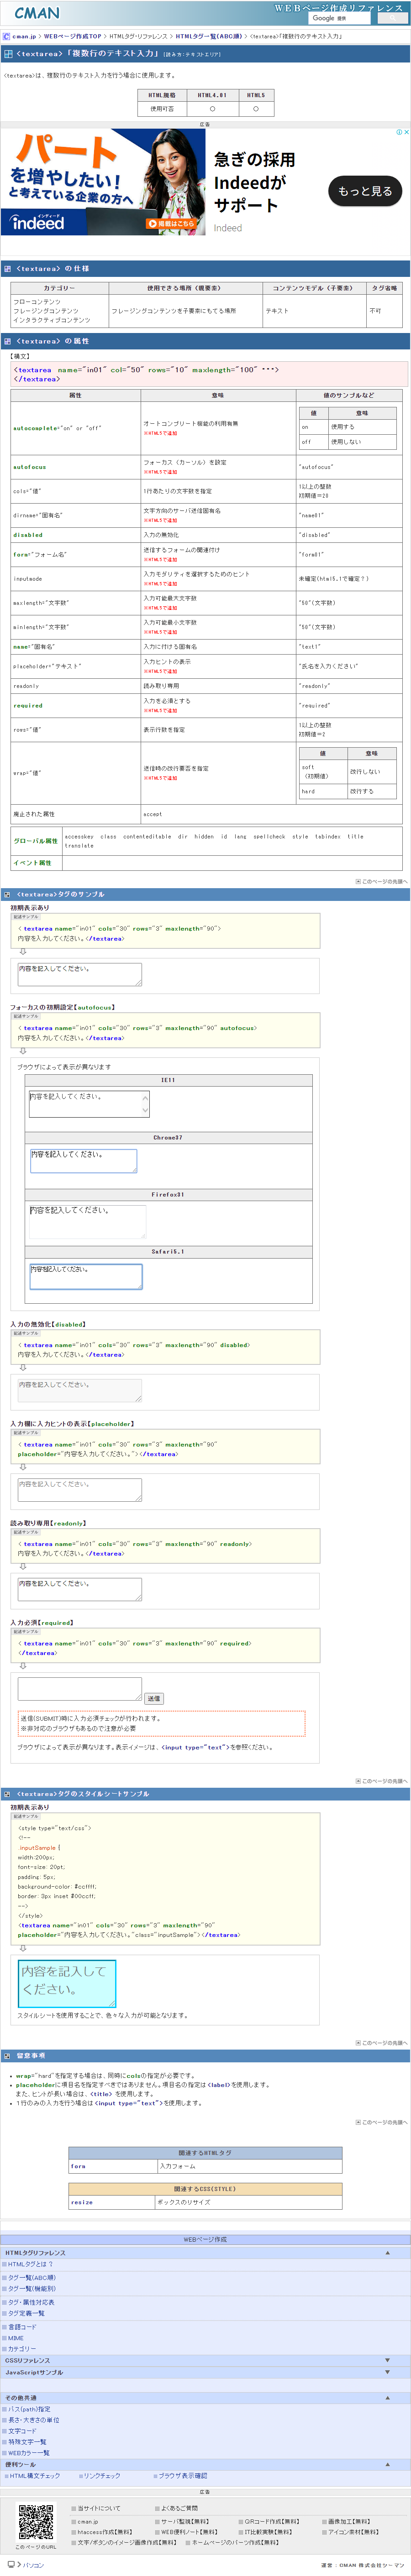 CMAN
WEBページ作成リファレンス
Google 提供
cman.jp > WEBページ作成TOP > HTMLタグ・リファレンス > HTMLタグ一覧(ABC順) > <textarea>「複数行のテキスト入力」
<textarea>「複数行のテキスト入力」 [読み方：テキストエリア]
<textarea>は、複数行のテキスト入力を行う場合に使用します。
HTML規格 HTML4.01 HTML5
使用可否 ○ ○
広告
パートを増やしたい!
と考えている企業の方へ
indeed インディード
掲載はこちら
急ぎの採用
Indeedが
サポート
Indeed
もっと見る
<textarea> の仕様
カテゴリー 使用できる場所（親要素） コンテンツモデル（子要素） タグ省略
フローコンテンツ
フレージングコンテンツ
インタラクティブコンテンツ
フレージングコンテンツを子要素にもてる場所 テキスト 不可
<textarea> の属性
【構文】
<textarea name="in01" col="50" rows="10" maxlength="100" ･･･>
</textarea>
属性 意味 値のサンプルなど
autocomplete="on" or "off" オートコンプリート機能の利用有無
※HTML5で追加
値 意味
on 使用する
off 使用しない
autofocus フォーカス（カーソル）を設定
※HTML5で追加
"autofocus"
cols="値" 1行あたりの文字数を指定 1以上の整数
初期値=20
dirname="固有名" 文字方向のサーバ送信固有名
※HTML5で追加
"name01"
disabled 入力の無効化 "disabled"
form="フォーム名" 送信するフォームの関連付け
※HTML5で追加
"form01"
inputmode 入力モダリティを選択するためのヒント
※HTML5で追加
未確定(html5.1で確定？)
maxlength="文字数" 入力可能最大文字数
※HTML5で追加
"50"(文字数)
minlength="文字数" 入力可能最小文字数
※HTML5で追加
"10"(文字数)
name="固有名" 入力に付ける固有名 "text1"
placeholder="テキスト" 入力ヒントの表示
※HTML5で追加
"氏名を入力ください"
readonly 読み取り専用 "readonly"
required 入力を必須とする
※HTML5で追加
"required"
rows="値" 表示行数を指定 1以上の整数
初期値=2
wrap="値" 送信時の改行要否を指定
※HTML5で追加
値 意味
soft
（初期値） 改行しない
hard 改行する
廃止された属性 accept
グローバル属性 accesskey class contenteditable dir hidden id lang spellcheck style tabindex title
translate
イベント属性
このページの先頭へ
<textarea>タグのサンプル
初期表示あり
記述サンプル
< textarea name="in01" cols="30" rows="3" maxlength="90">
内容を記入してください。</textarea>
内容を記入してください。
フォーカスの初期設定【autofocus】
記述サンプル
< textarea name="in01" cols="30" rows="3" maxlength="90" autofocus>
内容を記入してください。</textarea>
ブラウザによって表示が異なります
IE11
内容を記入してください。
Chrome37
内容を記入してください。
Firefox31
内容を記入してください。
Safari5.1
内容を記入してください。
入力の無効化【disabled】
記述サンプル
< textarea name="in01" cols="30" rows="3" maxlength="90" disabled>
内容を記入してください。</textarea>
内容を記入してください。
入力欄に入力ヒントの表示【placeholder】
記述サンプル
< textarea name="in01" cols="30" rows="3" maxlength="90"
placeholder="内容を入力してください。"></textarea>
内容を記入してください。
読み取り専用【readonly】
記述サンプル
< textarea name="in01" cols="30" rows="3" maxlength="90" readonly>
内容を記入してください。</textarea>
内容を記入してください。
入力必須【required】
記述サンプル
< textarea name="in01" cols="30" rows="3" maxlength="90" required>
</textarea>
送信
送信(SUBMIT)時に入力必須チェックが行われます。
※非対応のブラウザもあるので注意が必要
ブラウザによって表示が異なります。表示イメージは、<input type="text">を参照ください。
このページの先頭へ
<textarea>タグのスタイルシートサンプル
初期表示あり
記述サンプル
<style type="text/css">
<!--
.inputSample {
width:200px;
font-size: 20pt;
padding: 5px;
background-color: #ccffff;
border: 3px inset #00ccff;
-->
</style>
<textarea name="in01" cols="30" rows="3" maxlength="90"
placeholder="内容を入力してください。"class="inputSample"></textarea>
内容を記入して
ください。
スタイルシートを使用することで、色々な入力が可能となります。
このページの先頭へ
留意事項
wrap="hard"を指定する場合は、同時にcolsの指定が必要です。
placeholderに項目名を指定すべきではありません。項目名の指定は<label>を使用します。
また、ヒントが長い場合は、<title> を使用します。
1行のみの入力を行う場合は<input type="text">を使用します。
このページの先頭へ
関連するHTMLタグ
form 入力フォーム
関連するCSS(STYLE)
resize ボックスのリサイズ
WEBページ作成
HTMLタグリファレンス ▲
HTMLタグとは？
タグ一覧(ABC順)
タグ一覧(機能別)
タグ・属性対応表
タグ定義一覧
言語コード
MIME
カテゴリー
CSSリファレンス ▼
JavaScriptサンプル ▼
その他共通 ▲
パス(path)指定
長さ・大きさの単位
文字コード
特殊文字一覧
WEBカラー一覧
便利ツール ▲
HTML構文チェック リンクチェック ブラウザ表示確認
広告
このページのURL
当サイトについて よくあるご質問
cman.jp サーバ監視【無料】 QRコード作成【無料】 画像加工【無料】
htaccess作成【無料】 WEB便利ノート【無料】 IT比較実験【無料】 アイコン素材【無料】
文字/ボタンのイメージ画像作成【無料】 ホームページのパーツ作成【無料】
パソコン
運営 : CMAN 株式会社シーマン